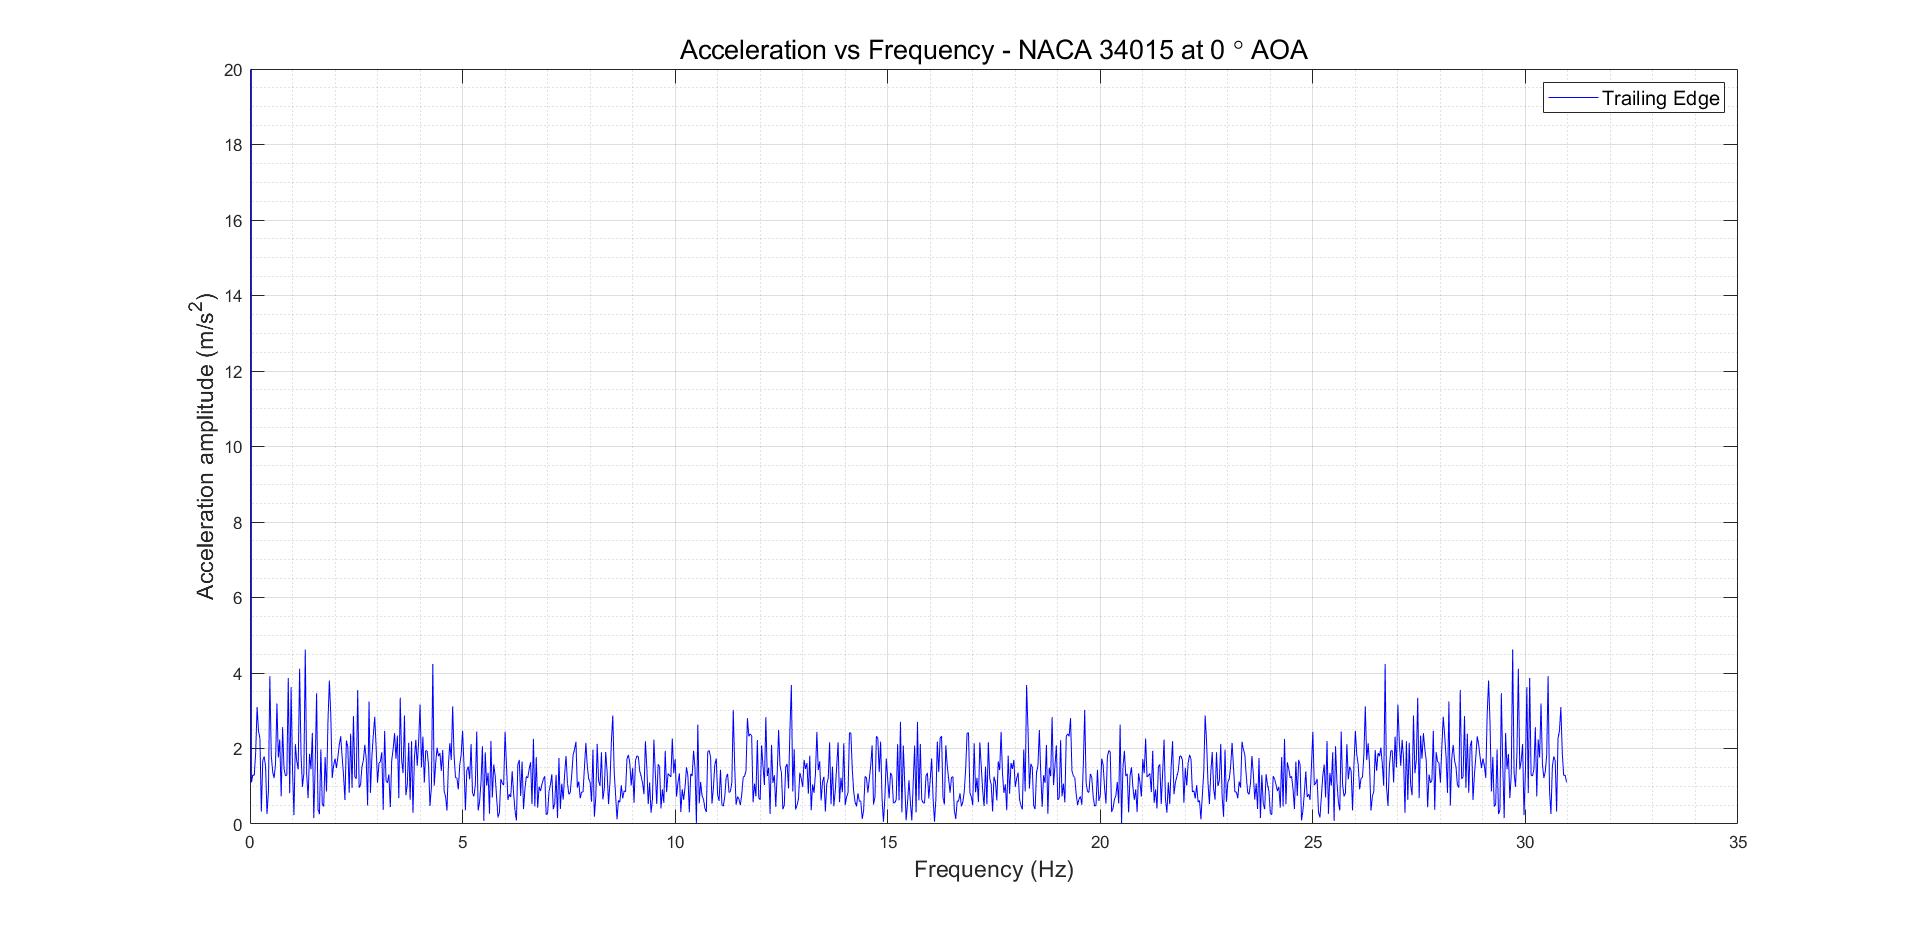 Acceleration vs Frequency - NACA 34015 at 0 ° AOA
Trailing Edge
20
18
16
14
12
10
8
6
4
2
0
Acceleration amplitude (m/s²)
0 5 10 15 20 25 30 35
Frequency (Hz)